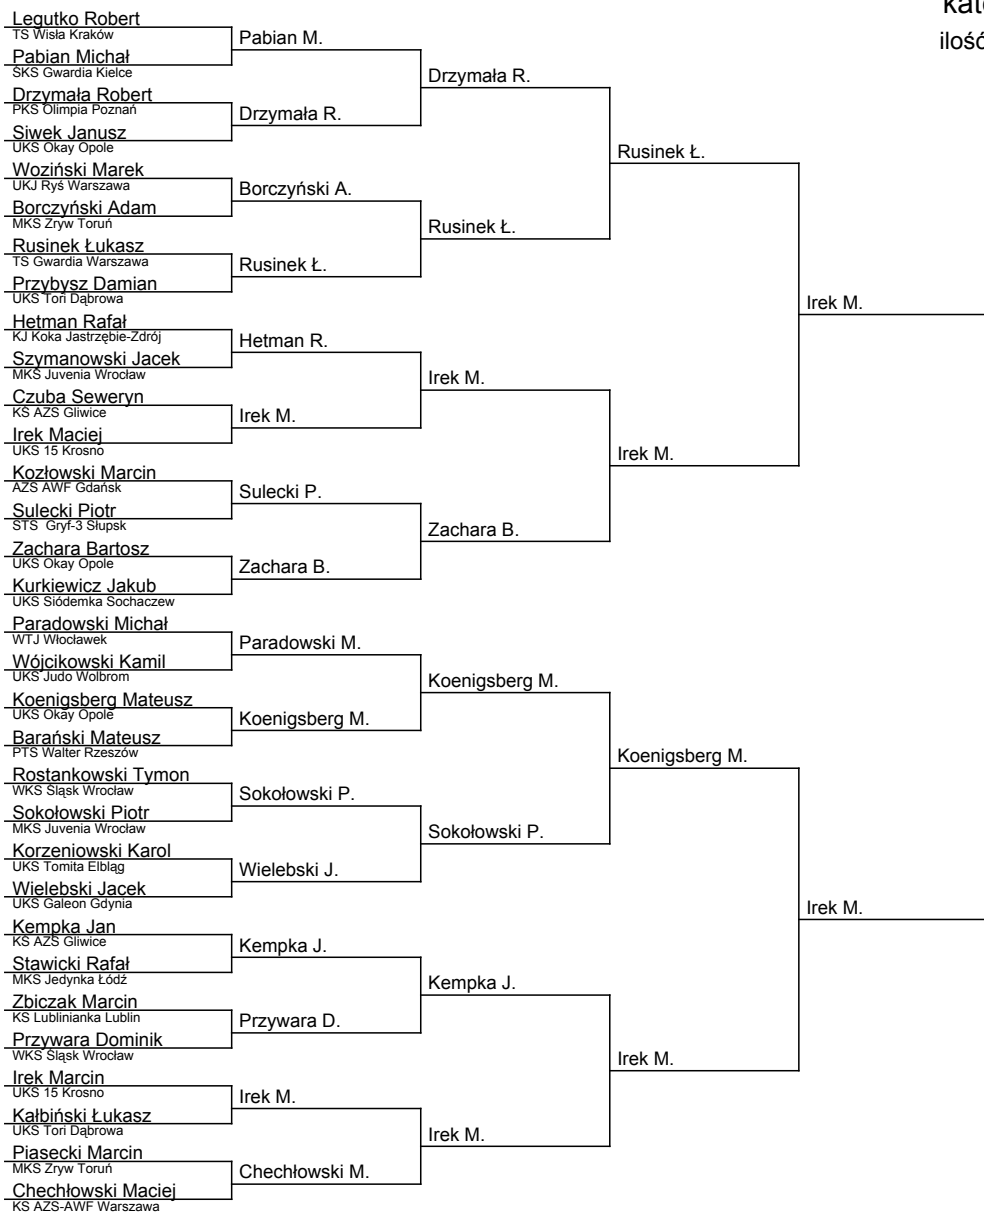 kat
ilość
Legutko Robert
TS Wisła Kraków
Pabian Michał
SKS Gwardia Kielce
Drzymała Robert
PKS Olimpia Poznań
Siwek Janusz
UKS Okay Opole
Woziński Marek
UKJ Ryś Warszawa
Borczyński Adam
MKS Zryw Toruń
Rusinek Łukasz
TS Gwardia Warszawa
Przybysz Damian
UKS Tori Dąbrowa
Hetman Rafał
KJ Koka Jastrzębie-Zdrój
Szymanowski Jacek
MKS Juvenia Wrocław
Czuba Seweryn
KS AZS Gliwice
Irek Maciej
UKS 15 Krosno
Kozłowski Marcin
AZS AWF Gdańsk
Sulecki Piotr
STS Gryf-3 Słupsk
Zachara Bartosz
UKS Okay Opole
Kurkiewicz Jakub
UKS Siódemka Sochaczew
Paradowski Michał
WTJ Włocławek
Wójcikowski Kamil
UKS Judo Wolbrom
Koenigsberg Mateusz
UKS Okay Opole
Barański Mateusz
PTS Walter Rzeszów
Rostankowski Tymon
WKS Śląsk Wrocław
Sokołowski Piotr
MKS Juvenia Wrocław
Korzeniowski Karol
UKS Tomita Elbląg
Wielebski Jacek
UKS Galeon Gdynia
Kempka Jan
KS AZS Gliwice
Stawicki Rafał
MKS Jedynka Łódź
Zbiczak Marcin
KS Lublinianka Lublin
Przywara Dominik
WKS Śląsk Wrocław
Irek Marcin
UKS 15 Krosno
Kałbiński Łukasz
UKS Tori Dąbrowa
Piasecki Marcin
MKS Zryw Toruń
Chechłowski Maciej
KS AZS-AWF Warszawa
Pabian M.
Drzymała R.
Borczyński A.
Rusinek Ł.
Hetman R.
Irek M.
Sulecki P.
Zachara B.
Paradowski M.
Koenigsberg M.
Sokołowski P.
Wielebski J.
Kempka J.
Przywara D.
Irek M.
Chechłowski M.
Drzymała R.
Rusinek Ł.
Irek M.
Zachara B.
Koenigsberg M.
Sokołowski P.
Kempka J.
Irek M.
Rusinek Ł.
Irek M.
Koenigsberg M.
Irek M.
Irek M.
Irek M.